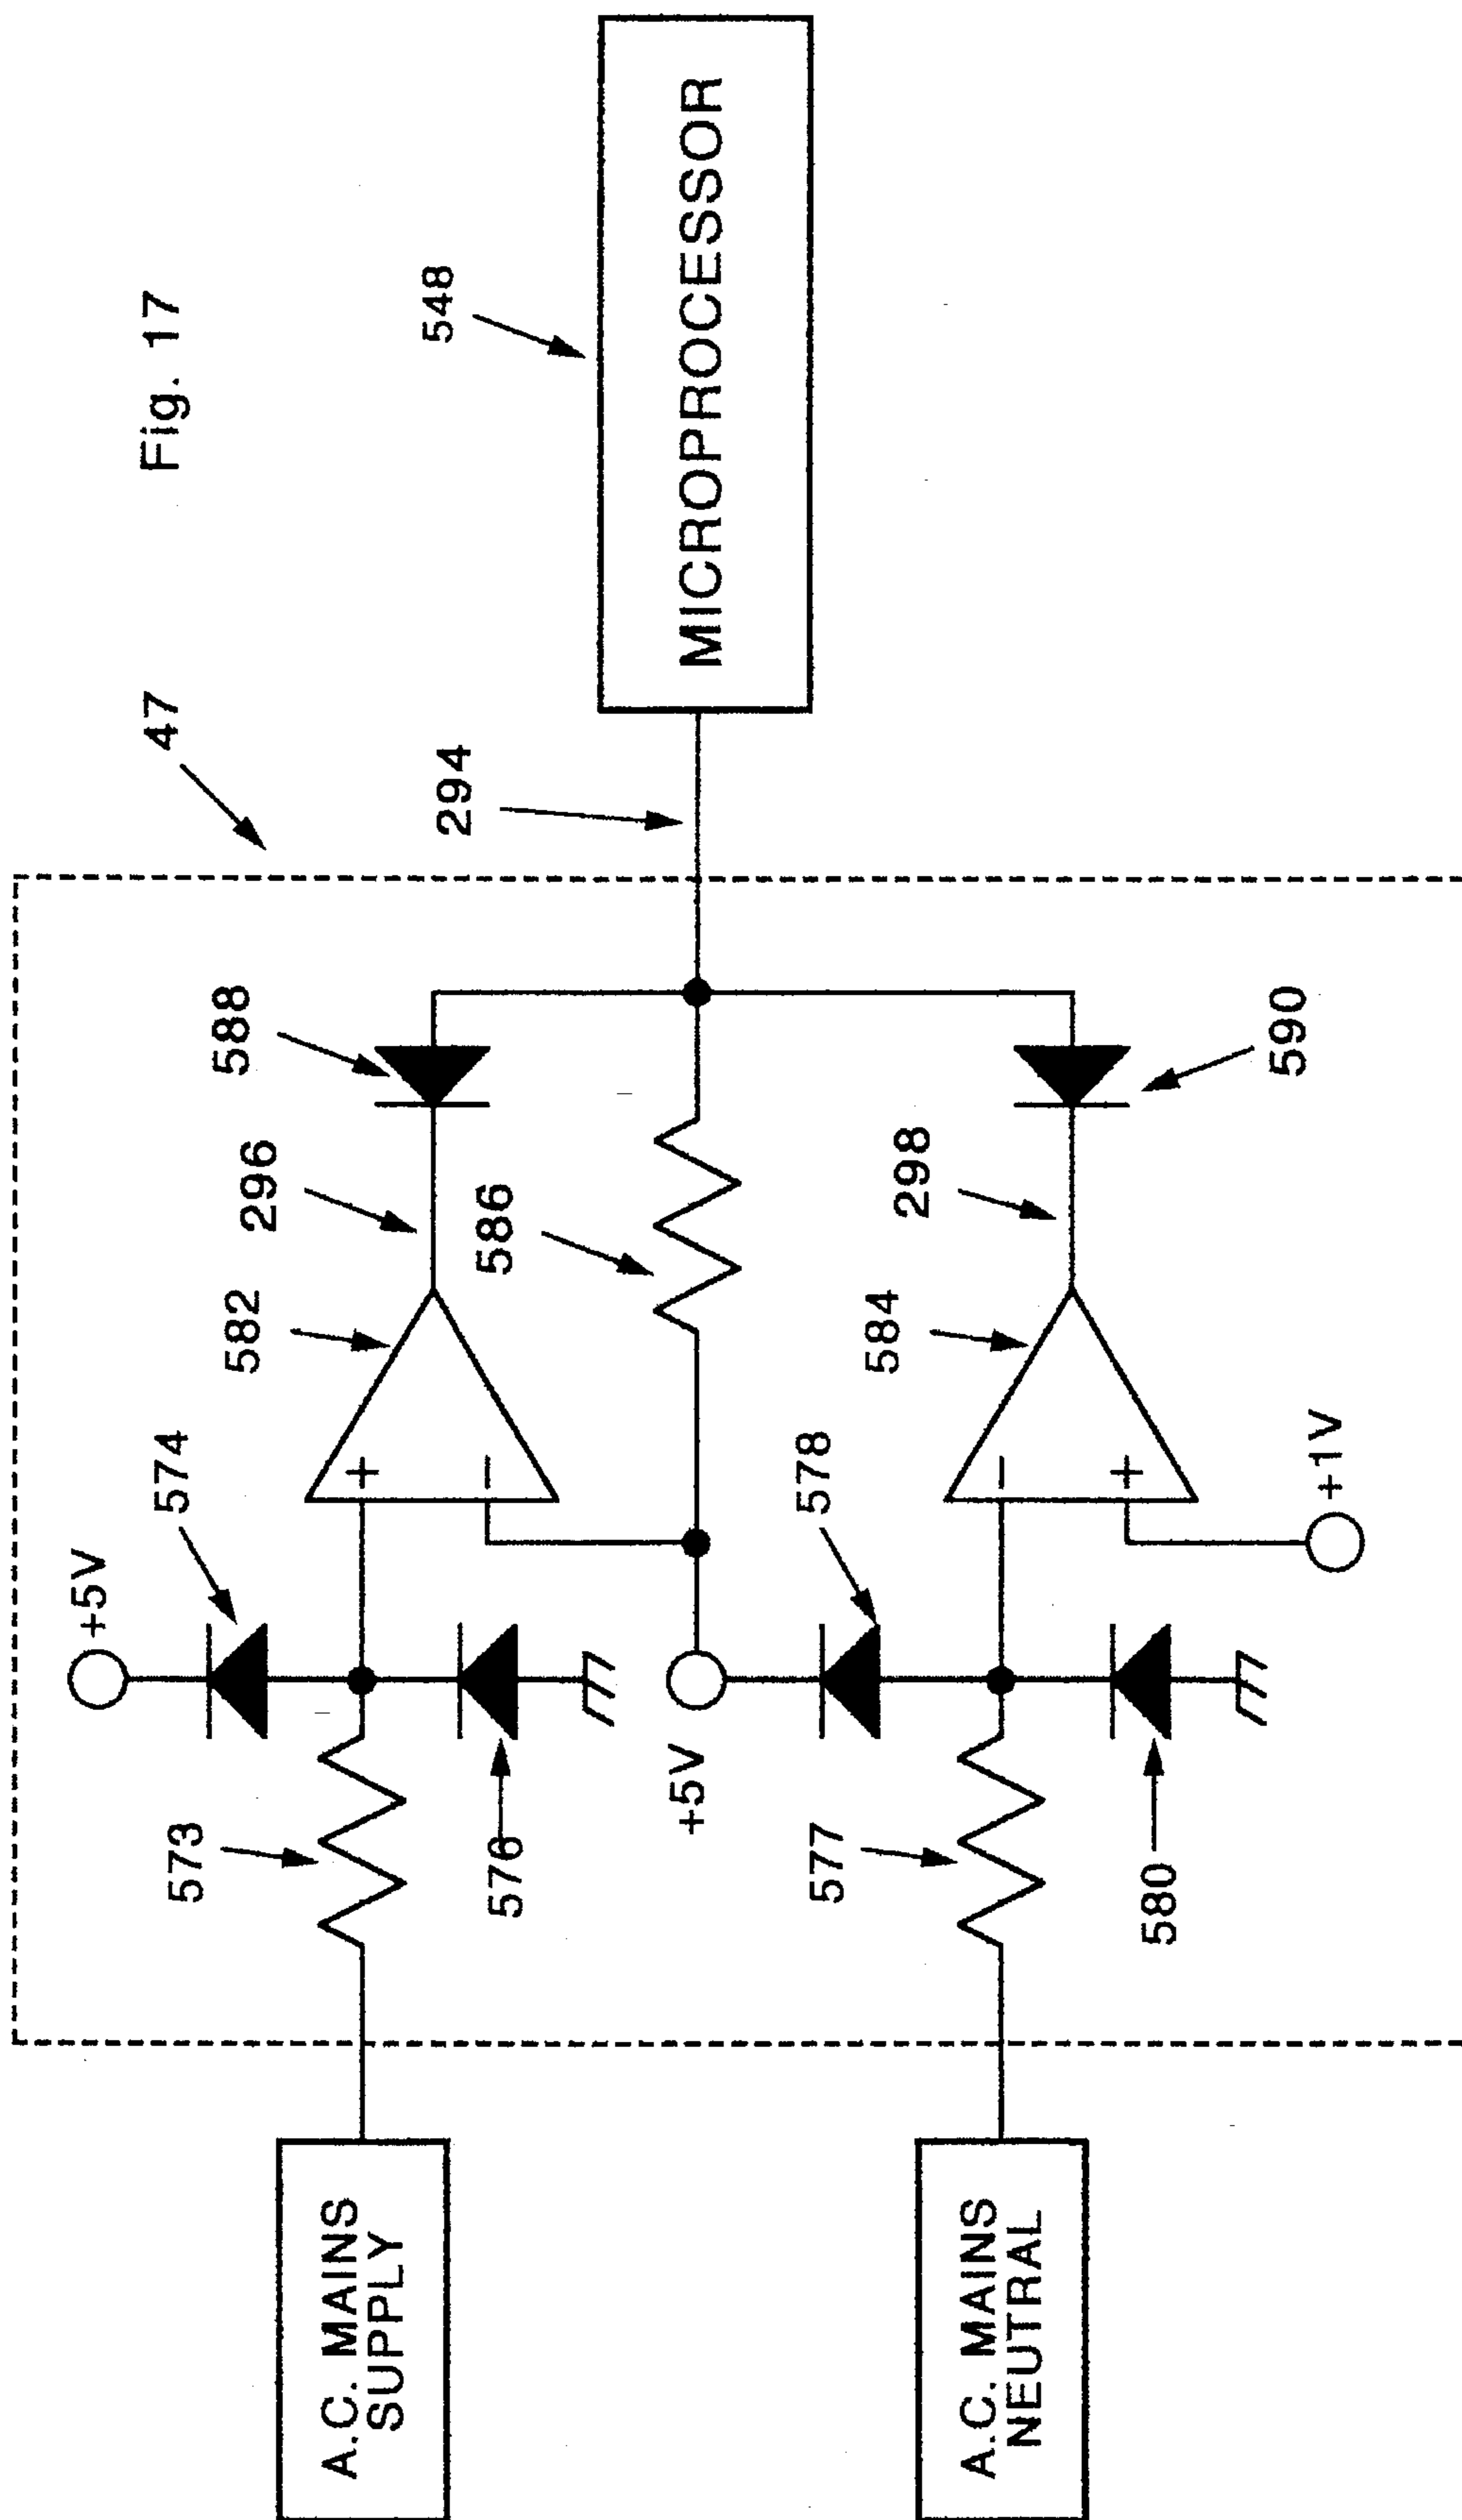 Fig. 17
47
548
MICROPROCESSOR
294
588
296
582
574
+5V
586
590
298
584
578
+1V
573
576
+5V
577
580
A.C. MAINS
SUPPLY
A.C. MAINS
NEUTRAL
+
−
−
+